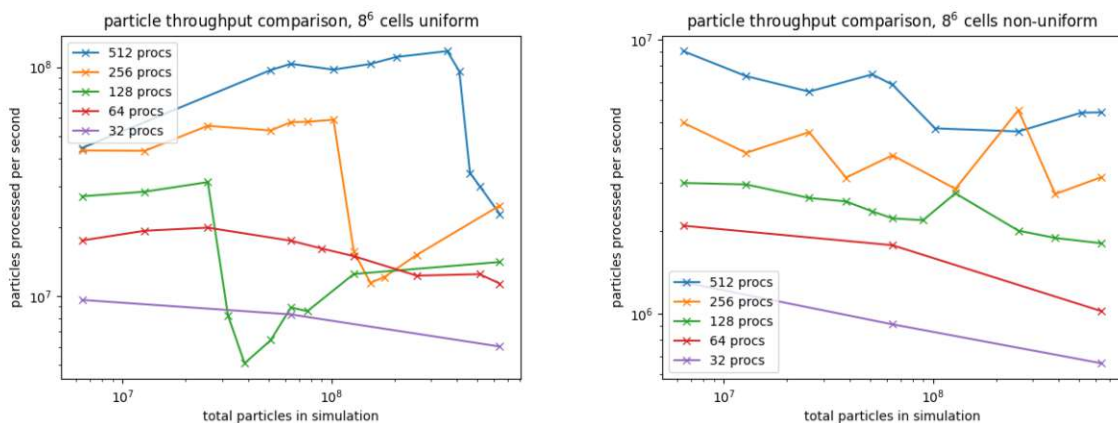 particle throughput comparison, 8⁶ cells uniform
particles processed per second
10⁸
10⁷
512 procs
256 procs
128 procs
64 procs
32 procs
10⁷
10⁸
total particles in simulation
particle throughput comparison, 8⁶ cells non-uniform
particles processed per second
10⁷
10⁶
512 procs
256 procs
128 procs
64 procs
32 procs
10⁷
10⁸
total particles in simulation